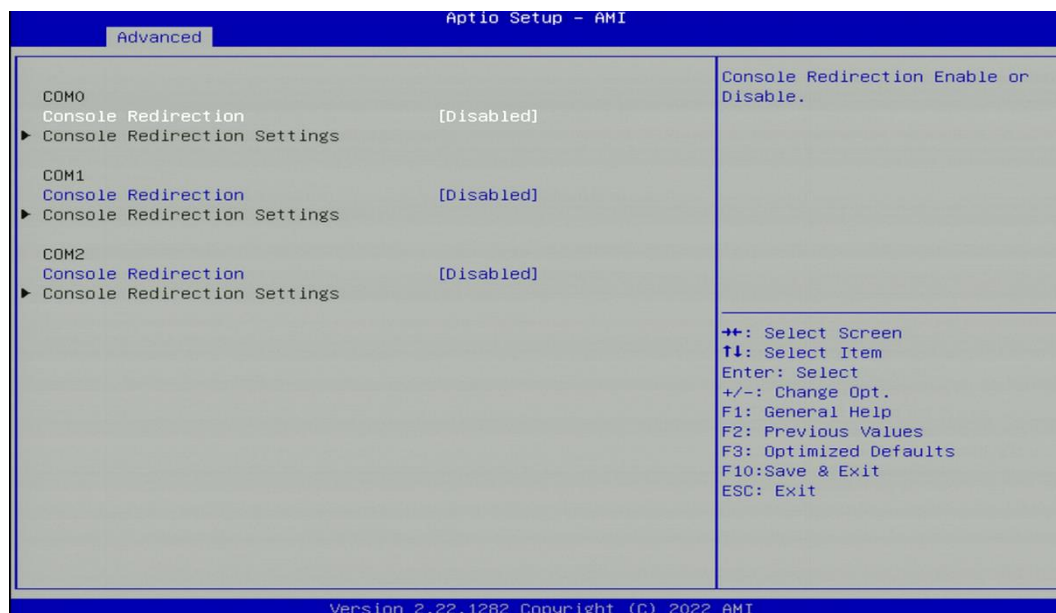 Aptio Setup – AMI
Advanced
COM0
Console Redirection [Disabled]
▶ Console Redirection Settings
COM1
Console Redirection [Disabled]
▶ Console Redirection Settings
COM2
Console Redirection [Disabled]
▶ Console Redirection Settings
Console Redirection Enable or
Disable.
→←: Select Screen
↑↓: Select Item
Enter: Select
+/-: Change Opt.
F1: General Help
F2: Previous Values
F3: Optimized Defaults
F10:Save & Exit
ESC: Exit
Version 2.22.1282 Copyright (C) 2022 AMI